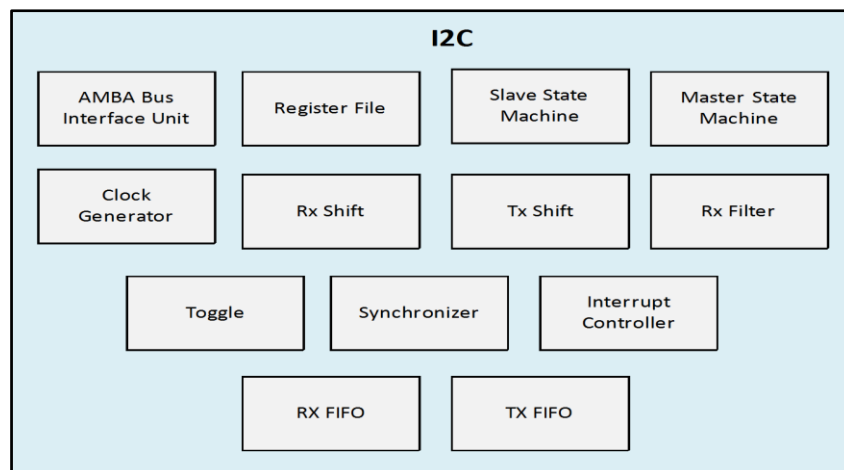 I2C
AMBA Bus
Interface Unit
Register File
Slave State
Machine
Master State
Machine
Clock
Generator
Rx Shift
Tx Shift
Rx Filter
Toggle
Synchronizer
Interrupt
Controller
RX FIFO
TX FIFO